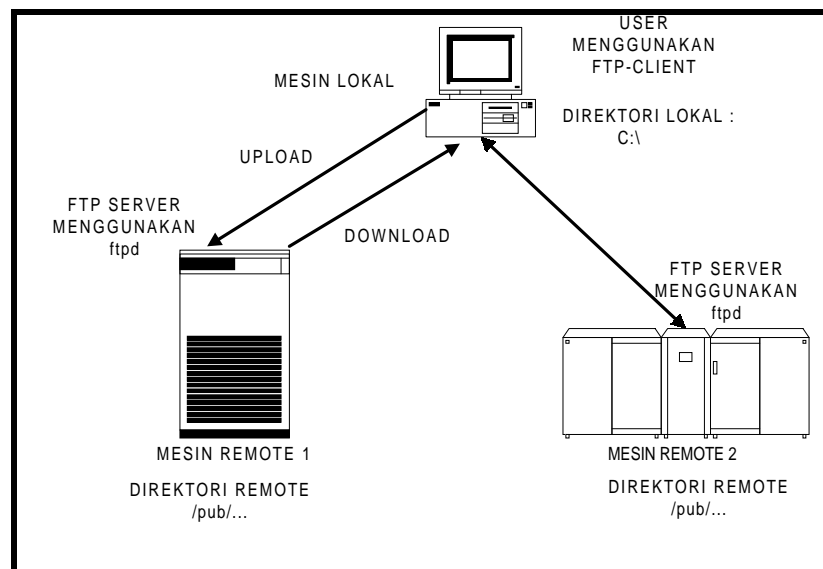 USER
MENGGUNAKAN
FTP-CLIENT
MESIN LOKAL
DIREKTORI LOKAL :
C:\
UPLOAD
FTP SERVER
MENGGUNAKAN
ftpd
DOWNLOAD
FTP SERVER
MENGGUNAKAN
ftpd
MESIN REMOTE 1
DIREKTORI REMOTE
/pub/...
MESIN REMOTE 2
DIREKTORI REMOTE
/pub/...